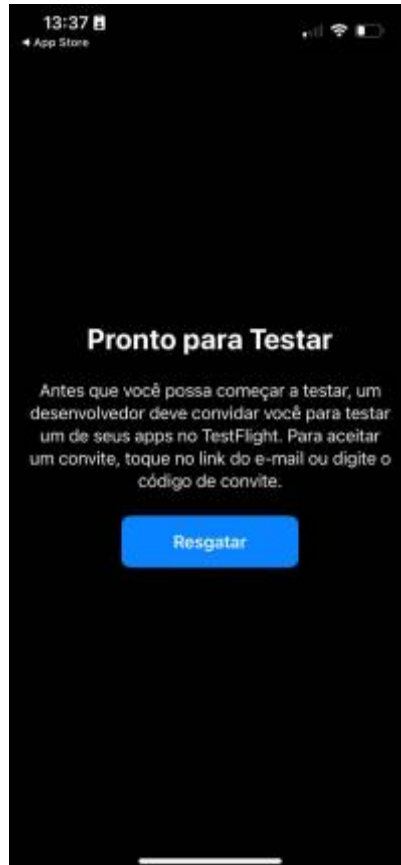 13:37
◀ App Store
Pronto para Testar
Antes que você possa começar a testar, um
desenvolvedor deve convidar você para testar
um de seus apps no TestFlight. Para aceitar
um convite, toque no link do e-mail ou digite o
código de convite.
Resgatar